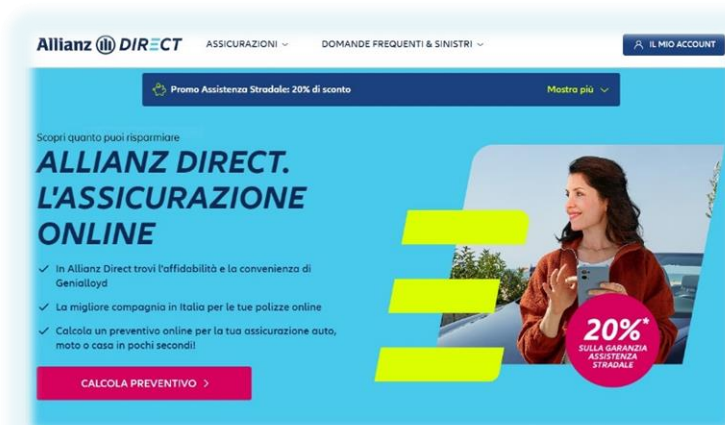 Allianz DIRECT
ASSICURAZIONI
DOMANDE FREQUENTI & SINISTRI
IL MIO ACCOUNT
Promo Assistenza Stradale: 20% di sconto
Mostra più
Scopri quanto puoi risparmiare
ALLIANZ DIRECT.
L'ASSICURAZIONE
ONLINE
In Allianz Direct trovi l'affidabilità e la convenienza di
Genialloyd
La migliore compagnia in Italia per le tue polizze online
Calcola un preventivo online per la tua assicurazione auto,
moto o casa in pochi secondi!
CALCOLA PREVENTIVO >
20%*
SULLA GARANZIA
ASSISTENZA
STRADALE